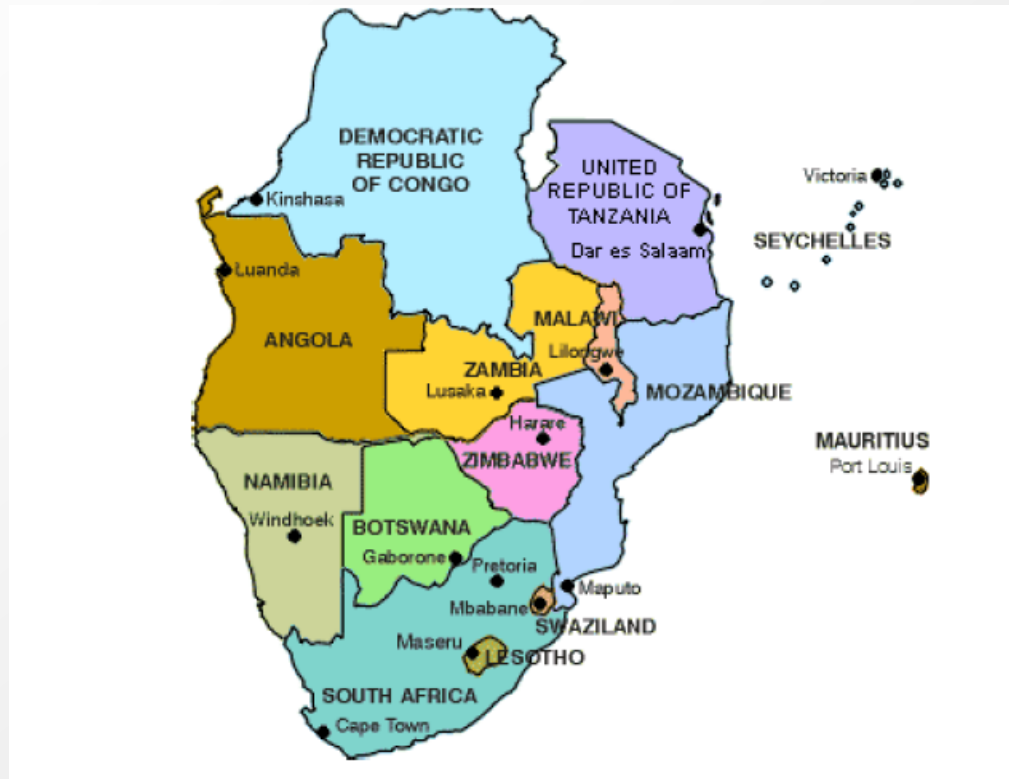 DEMOCRATIC
REPUBLIC
OF CONGO
UNITED
REPUBLIC OF
TANZANIA
Victoria
Kinshasa
SEYCHELLES
Dar es Salaam
Luanda
MALAWI
ANGOLA
Lilongwe
ZAMBIA
Lusaka
MOZAMBIQUE
Harare
MAURITIUS
ZIMBABWE
Port Louis
NAMIBIA
Windhoek
BOTSWANA
Gaborone
Pretoria
Maputo
Mbabane
SWAZILAND
Maseru
LESOTHO
SOUTH AFRICA
Cape Town